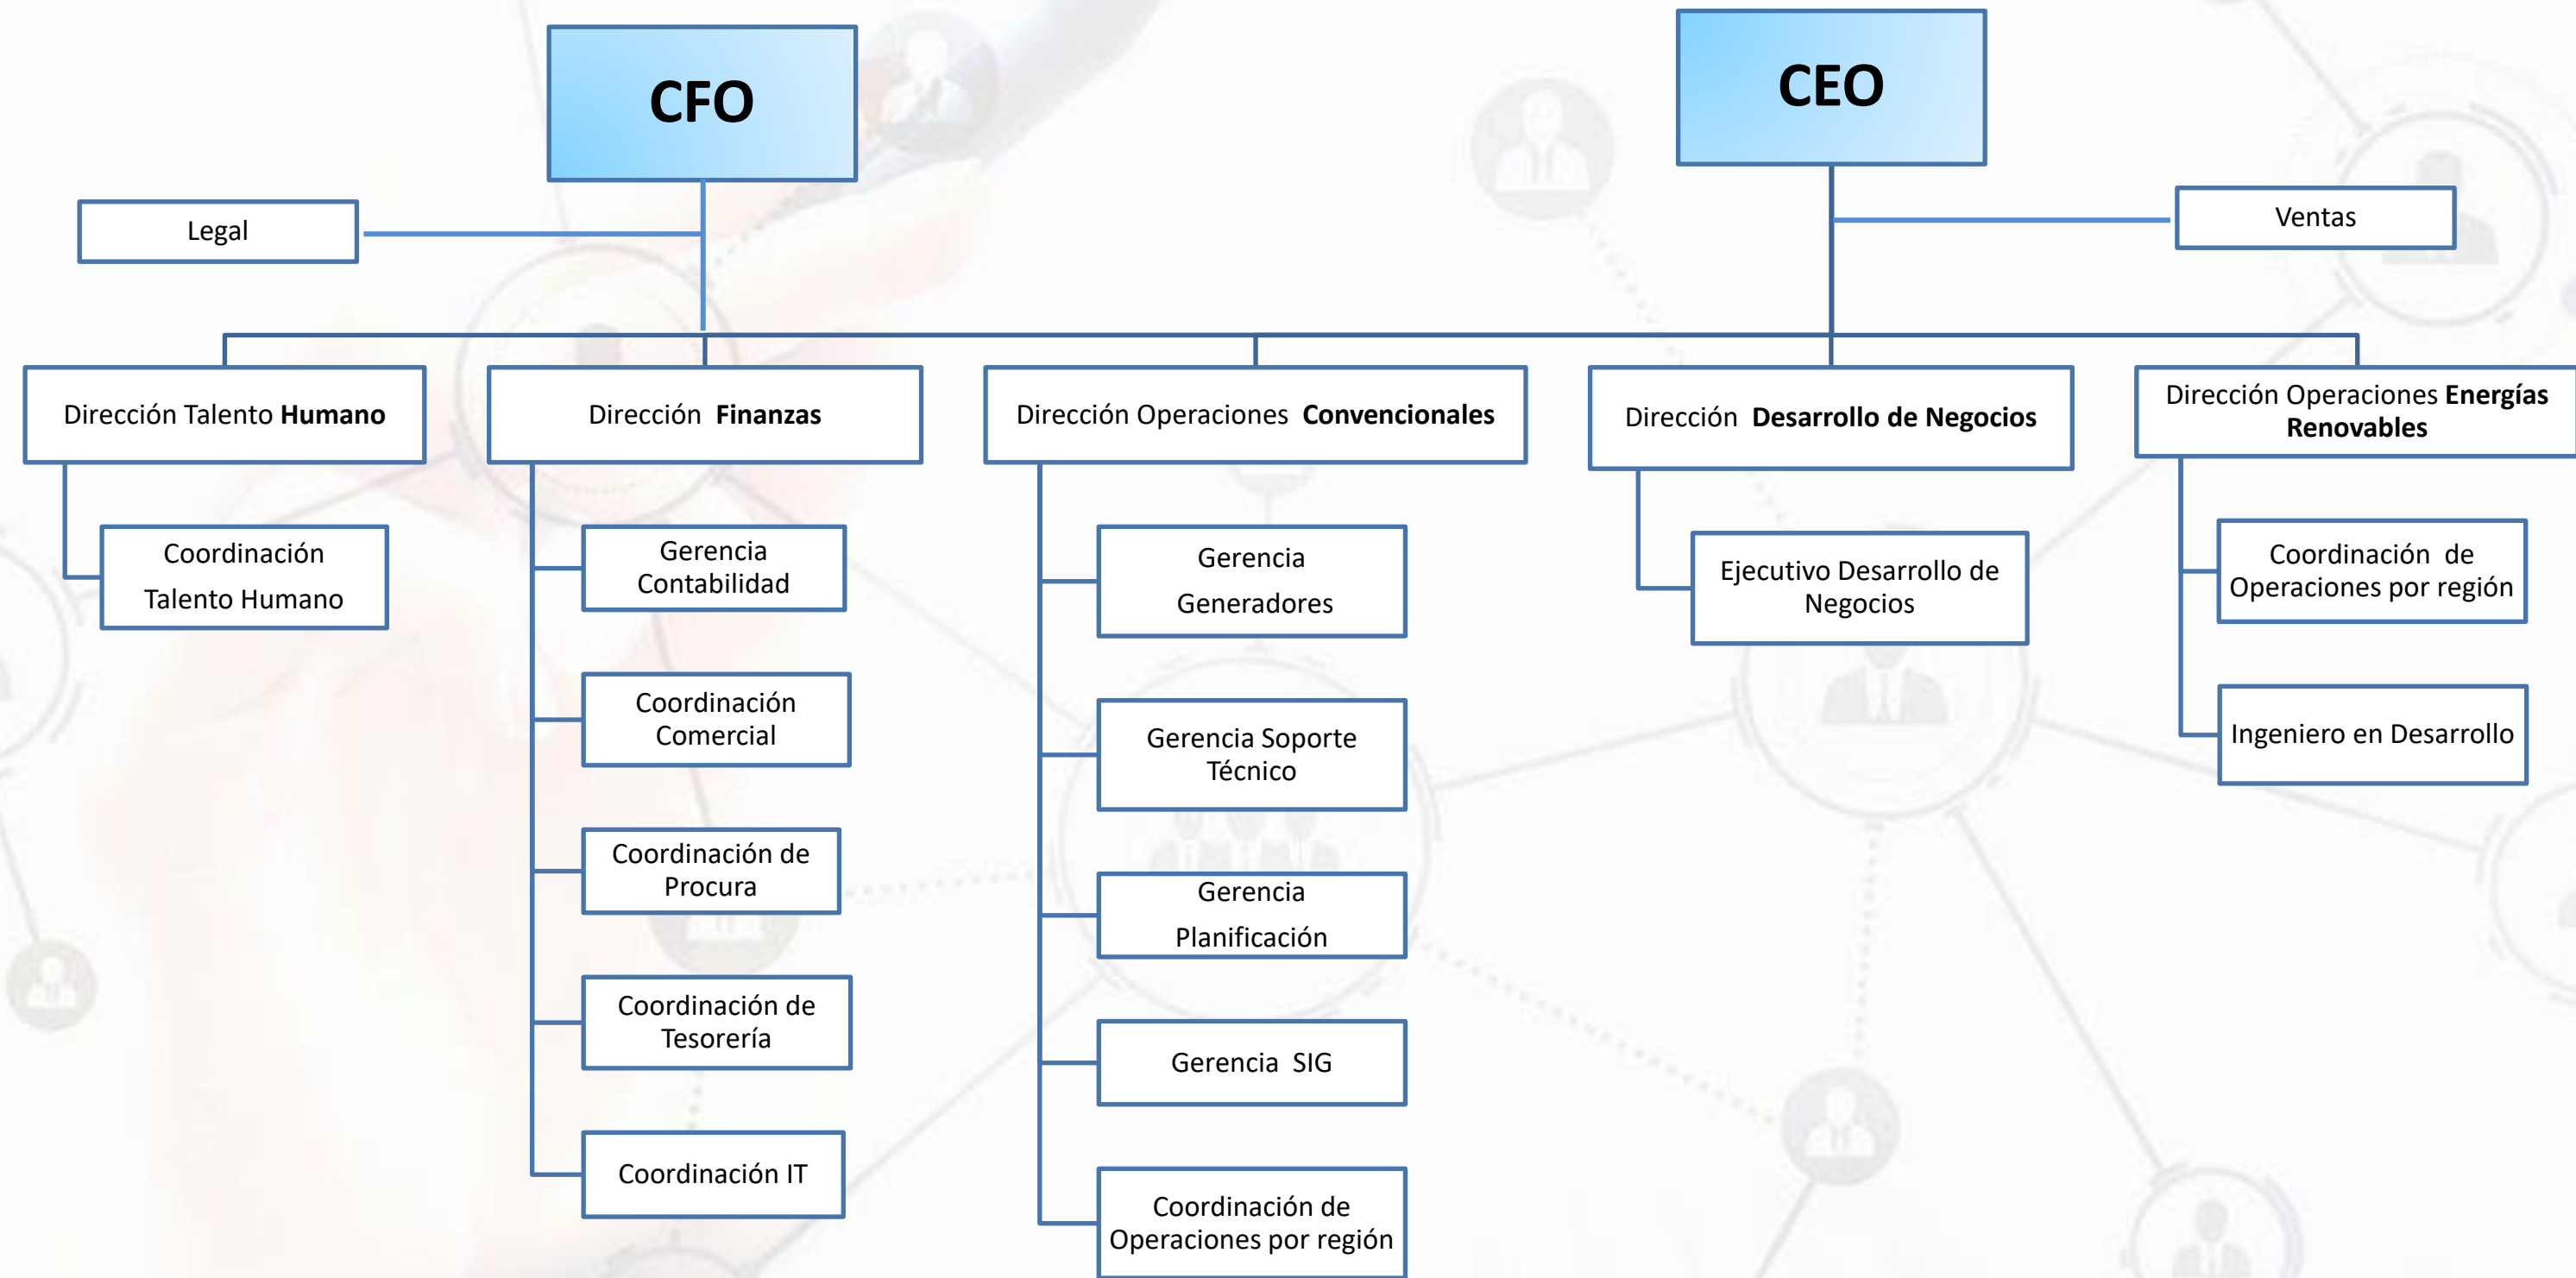 CFO
CEO
Legal
Ventas
Dirección Talento Humano
Dirección Finanzas
Dirección Operaciones Convencionales
Dirección Desarrollo de Negocios
Dirección Operaciones Energías
Renovables
Coordinación
Talento Humano
Gerencia
Contabilidad
Coordinación
Comercial
Coordinación de
Procura
Coordinación de
Tesorería
Coordinación IT
Gerencia
Generadores
Gerencia Soporte
Técnico
Gerencia
Planificación
Gerencia SIG
Coordinación de
Operaciones por región
Ejecutivo Desarrollo de
Negocios
Coordinación de
Operaciones por región
Ingeniero en Desarrollo